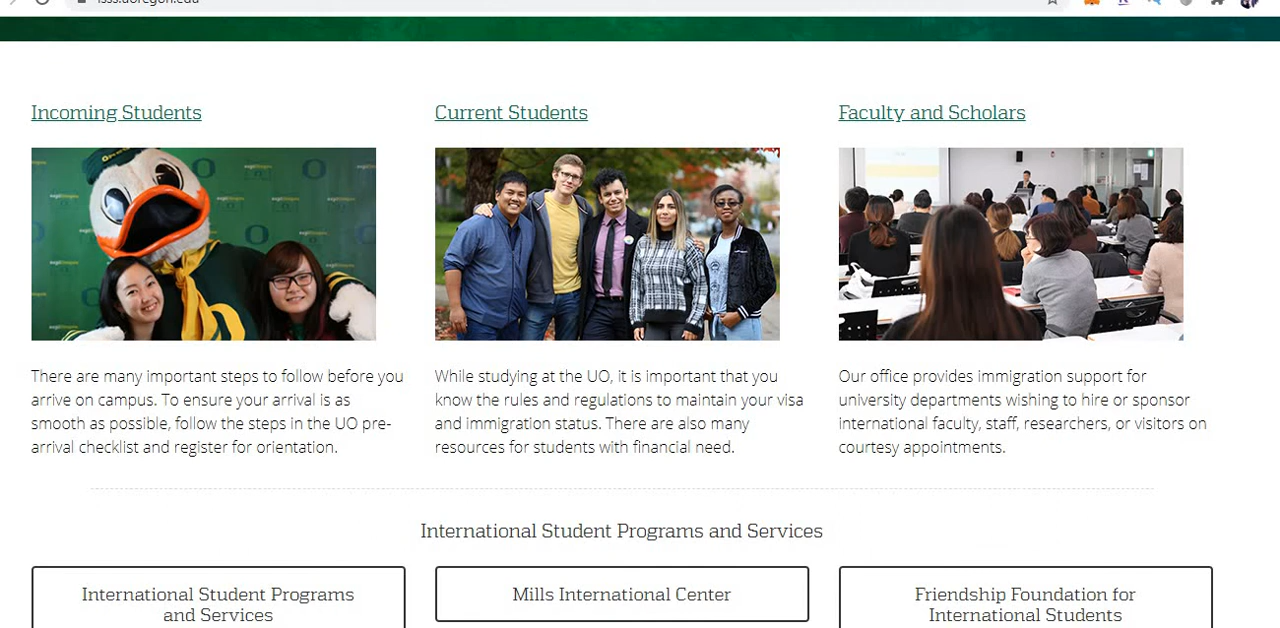 Incoming Students
Current Students
Faculty and Scholars
There are many important steps to follow before you
arrive on campus. To ensure your arrival is as
smooth as possible, follow the steps in the UO pre-
arrival checklist and register for orientation.
While studying at the UO, it is important that you
know the rules and regulations to maintain your visa
and immigration status. There are also many
resources for students with financial need.
Our office provides immigration support for
university departments wishing to hire or sponsor
international faculty, staff, researchers, or visitors on
courtesy appointments.
International Student Programs and Services
International Student Programs
and Services
Mills International Center
Friendship Foundation for
International Students